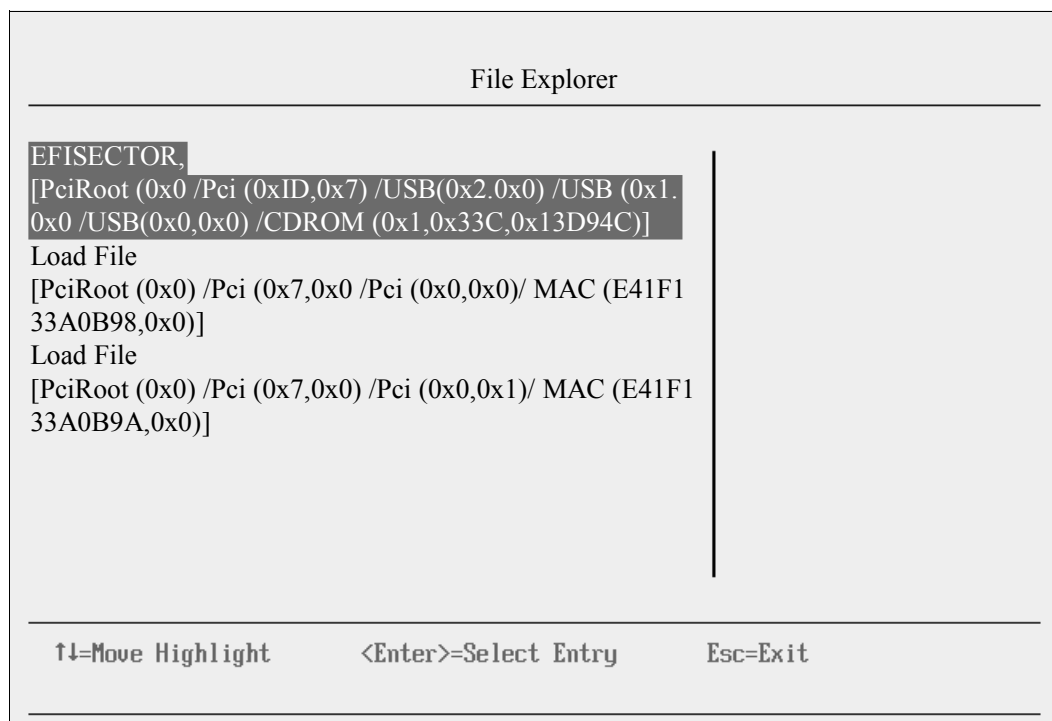 File Explorer
EFISECTOR,
[PciRoot (0x0 /Pci (0xID,0x7) /USB(0x2.0x0) /USB (0x1.
0x0 /USB(0x0,0x0) /CDROM (0x1,0x33C,0x13D94C)]
Load File
[PciRoot (0x0) /Pci (0x7,0x0 /Pci (0x0,0x0)/ MAC (E41F1
33A0B98,0x0)]
Load File
[PciRoot (0x0) /Pci (0x7,0x0) /Pci (0x0,0x1)/ MAC (E41F1
33A0B9A,0x0)]
↑↓=Move Highlight <Enter>=Select Entry Esc=Exit